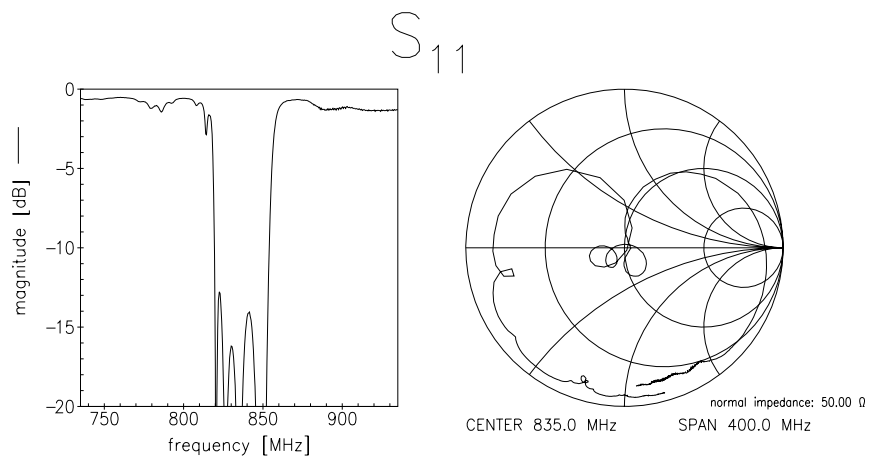 S11
0
−5
−10
−15
−20
magnitude [dB]
750 800 850 900
frequency [MHz]
normal impedance: 50.00 Ω
CENTER 835.0 MHz SPAN 400.0 MHz